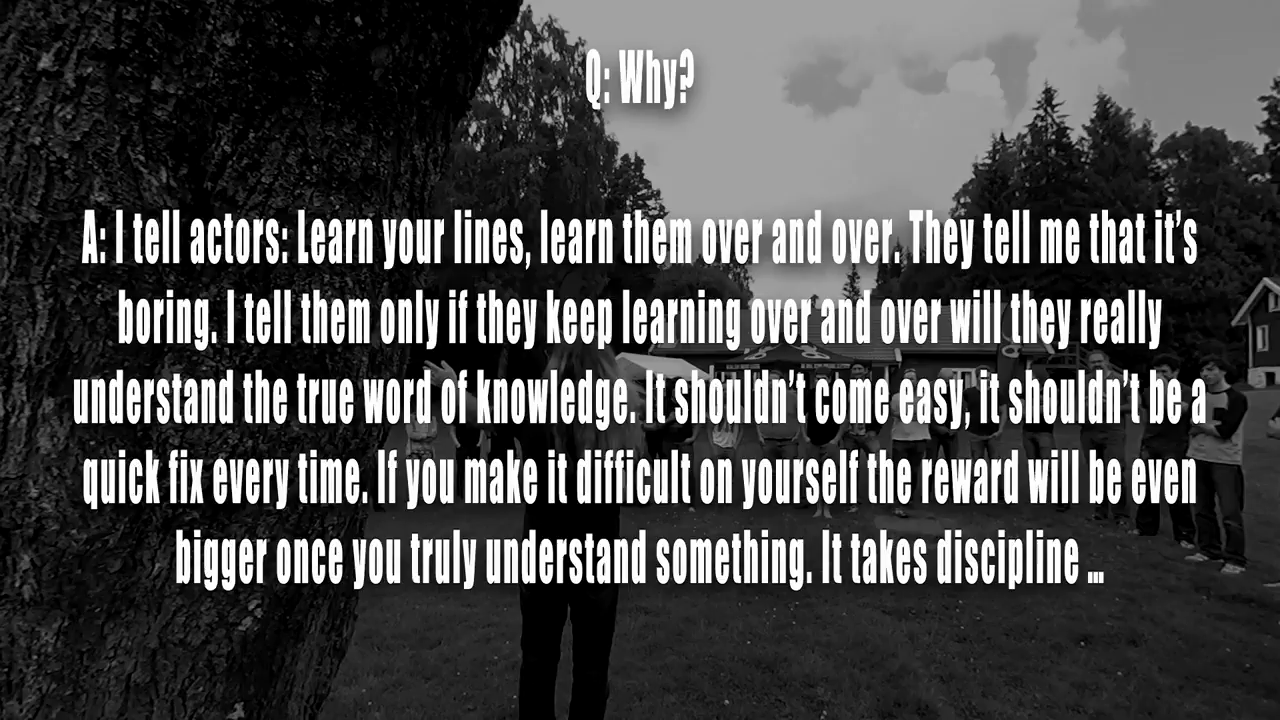 Q: Why?
A: I tell actors: Learn your lines, learn them over and over. They tell me that it’s
boring. I tell them only if they keep learning over and over will they really
understand the true word of knowledge. It shouldn’t come easy, it shouldn’t be a
quick fix every time. If you make it difficult on yourself the reward will be even
bigger once you truly understand something. It takes discipline ...